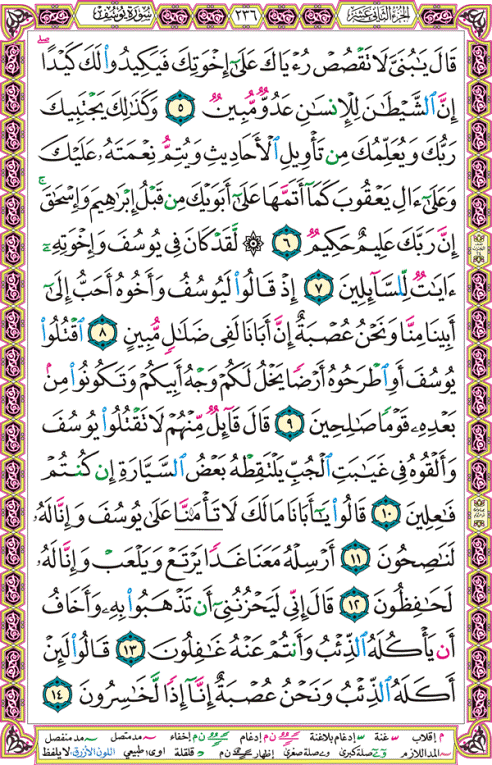 الجزء الثاني عشر ٢٣٦ سورة يوسف
قَالَ يَٰبُنَيَّ لَا تَقْصُصْ رُءْيَاكَ عَلَىٰٓ إِخْوَتِكَ فَيَكِيدُوا۟ لَكَ كَيْدًا
إِنَّ ٱلشَّيْطَٰنَ لِلْإِنسَٰنِ عَدُوٌّ مُّبِينٌ ٥ وَكَذَٰلِكَ يَجْتَبِيكَ
رَبُّكَ وَيُعَلِّمُكَ مِن تَأْوِيلِ ٱلْأَحَادِيثِ وَيُتِمُّ نِعْمَتَهُۥ عَلَيْكَ
وَعَلَىٰٓ ءَالِ يَعْقُوبَ كَمَآ أَتَمَّهَا عَلَىٰٓ أَبَوَيْكَ مِن قَبْلُ إِبْرَٰهِيمَ وَإِسْحَٰقَ ۚ
إِنَّ رَبَّكَ عَلِيمٌ حَكِيمٌ ٦ ۞ لَّقَدْ كَانَ فِي يُوسُفَ وَإِخْوَتِهِۦٓ
ءَايَٰتٌ لِّلسَّآئِلِينَ ٧ إِذْ قَالُوا۟ لَيُوسُفُ وَأَخُوهُ أَحَبُّ إِلَىٰٓ
أَبِينَا مِنَّا وَنَحْنُ عُصْبَةٌ إِنَّ أَبَانَا لَفِي ضَلَٰلٍ مُّبِينٍ ٨ ٱقْتُلُوا۟
يُوسُفَ أَوِ ٱطْرَحُوهُ أَرْضًا يَخْلُ لَكُمْ وَجْهُ أَبِيكُمْ وَتَكُونُوا۟ مِنۢ
بَعْدِهِۦ قَوْمًا صَٰلِحِينَ ٩ قَالَ قَآئِلٌ مِّنْهُمْ لَا تَقْتُلُوا۟ يُوسُفَ
وَأَلْقُوهُ فِي غَيَٰبَتِ ٱلْجُبِّ يَلْتَقِطْهُ بَعْضُ ٱلسَّيَّارَةِ إِن كُنتُمْ
فَٰعِلِينَ ١٠ قَالُوا۟ يَٰٓأَبَانَا مَا لَكَ لَا تَأْمَ۫نَّا عَلَىٰ يُوسُفَ وَإِنَّا لَهُۥ
لَنَٰصِحُونَ ١١ أَرْسِلْهُ مَعَنَا غَدًا يَرْتَعْ وَيَلْعَبْ وَإِنَّا لَهُۥ
لَحَٰفِظُونَ ١٢ قَالَ إِنِّي لَيَحْزُنُنِيٓ أَن تَذْهَبُوا۟ بِهِۦ وَأَخَافُ
أَن يَأْكُلَهُ ٱلذِّئْبُ وَأَنتُمْ عَنْهُ غَٰفِلُونَ ١٣ قَالُوا۟ لَئِنْ
أَكَلَهُ ٱلذِّئْبُ وَنَحْنُ عُصْبَةٌ إِنَّآ إِذًا لَّخَٰسِرُونَ ١٤
م إقلاب س غنة س إدغام بلاغنة ن م إدغام ن م إخفاء مد متصل مد منفصل
المد اللازم صلة كبرى وصلة صغرى إظهار ن م قلقلة اوى طبيعي اللون الأزرق: لا يلفظ